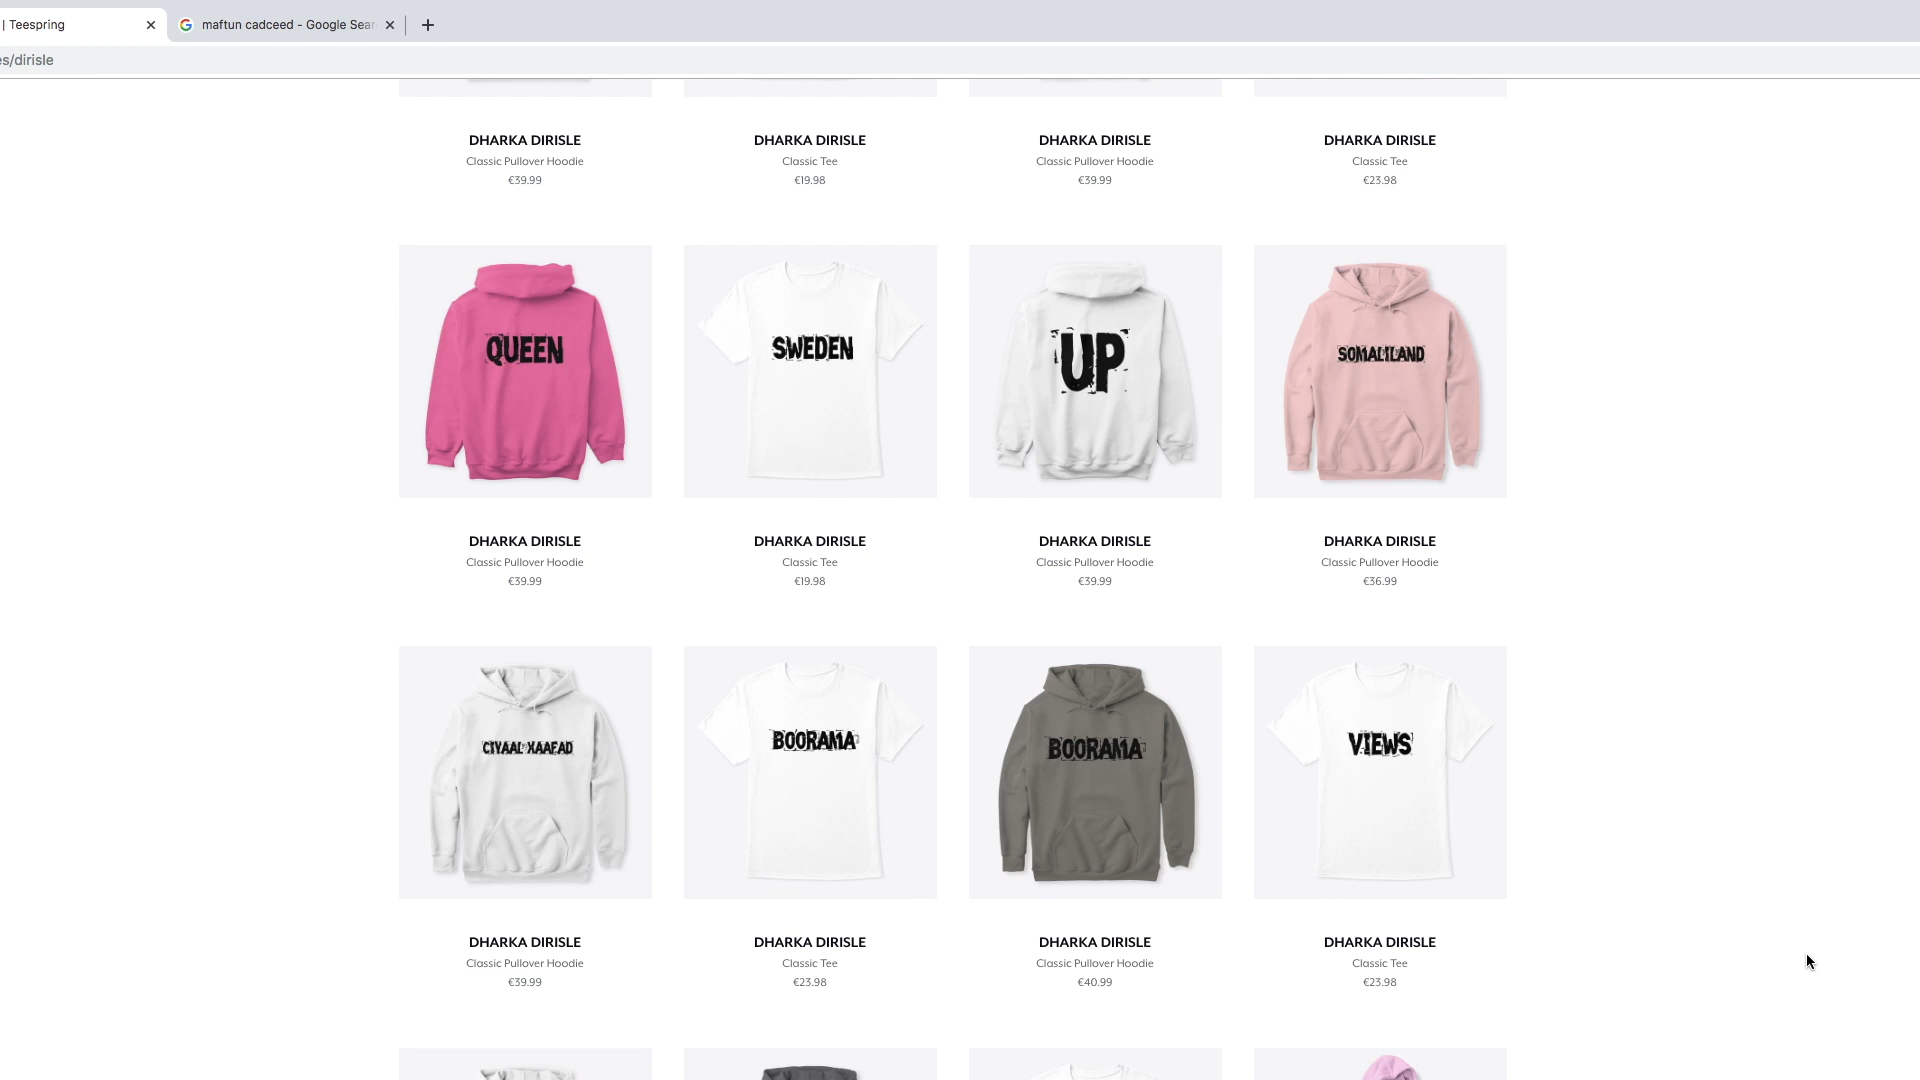 | Teespring
maftun cadceed - Google Sear
es/dirisle
DHARKA DIRISLE
Classic Pullover Hoodie
€39.99
DHARKA DIRISLE
Classic Tee
€19.98
DHARKA DIRISLE
Classic Pullover Hoodie
€39.99
DHARKA DIRISLE
Classic Tee
€23.98
QUEEN
DHARKA DIRISLE
Classic Pullover Hoodie
€39.99
SWEDEN
DHARKA DIRISLE
Classic Tee
€19.98
UP
DHARKA DIRISLE
Classic Pullover Hoodie
€39.99
SOMALILAND
DHARKA DIRISLE
Classic Pullover Hoodie
€36.99
CIYAAL XAAFAD
DHARKA DIRISLE
Classic Pullover Hoodie
€39.99
BOORAMA
DHARKA DIRISLE
Classic Tee
€23.98
BOORAMA
DHARKA DIRISLE
Classic Pullover Hoodie
€40.99
VIEWS
DHARKA DIRISLE
Classic Tee
€23.98